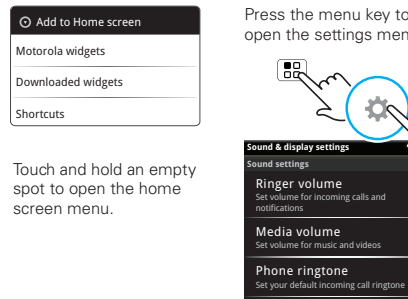 Add to Home screen
Motorola widgets
Downloaded widgets
Shortcuts
Touch and hold an empty
spot to open the home
screen menu.
Press the menu key to
open the settings men
Sound & display settings
Sound settings
Ringer volume
Set volume for incoming calls and
notifications
Media volume
Set volume for music and videos
Phone ringtone
Set your default incoming call ringtone